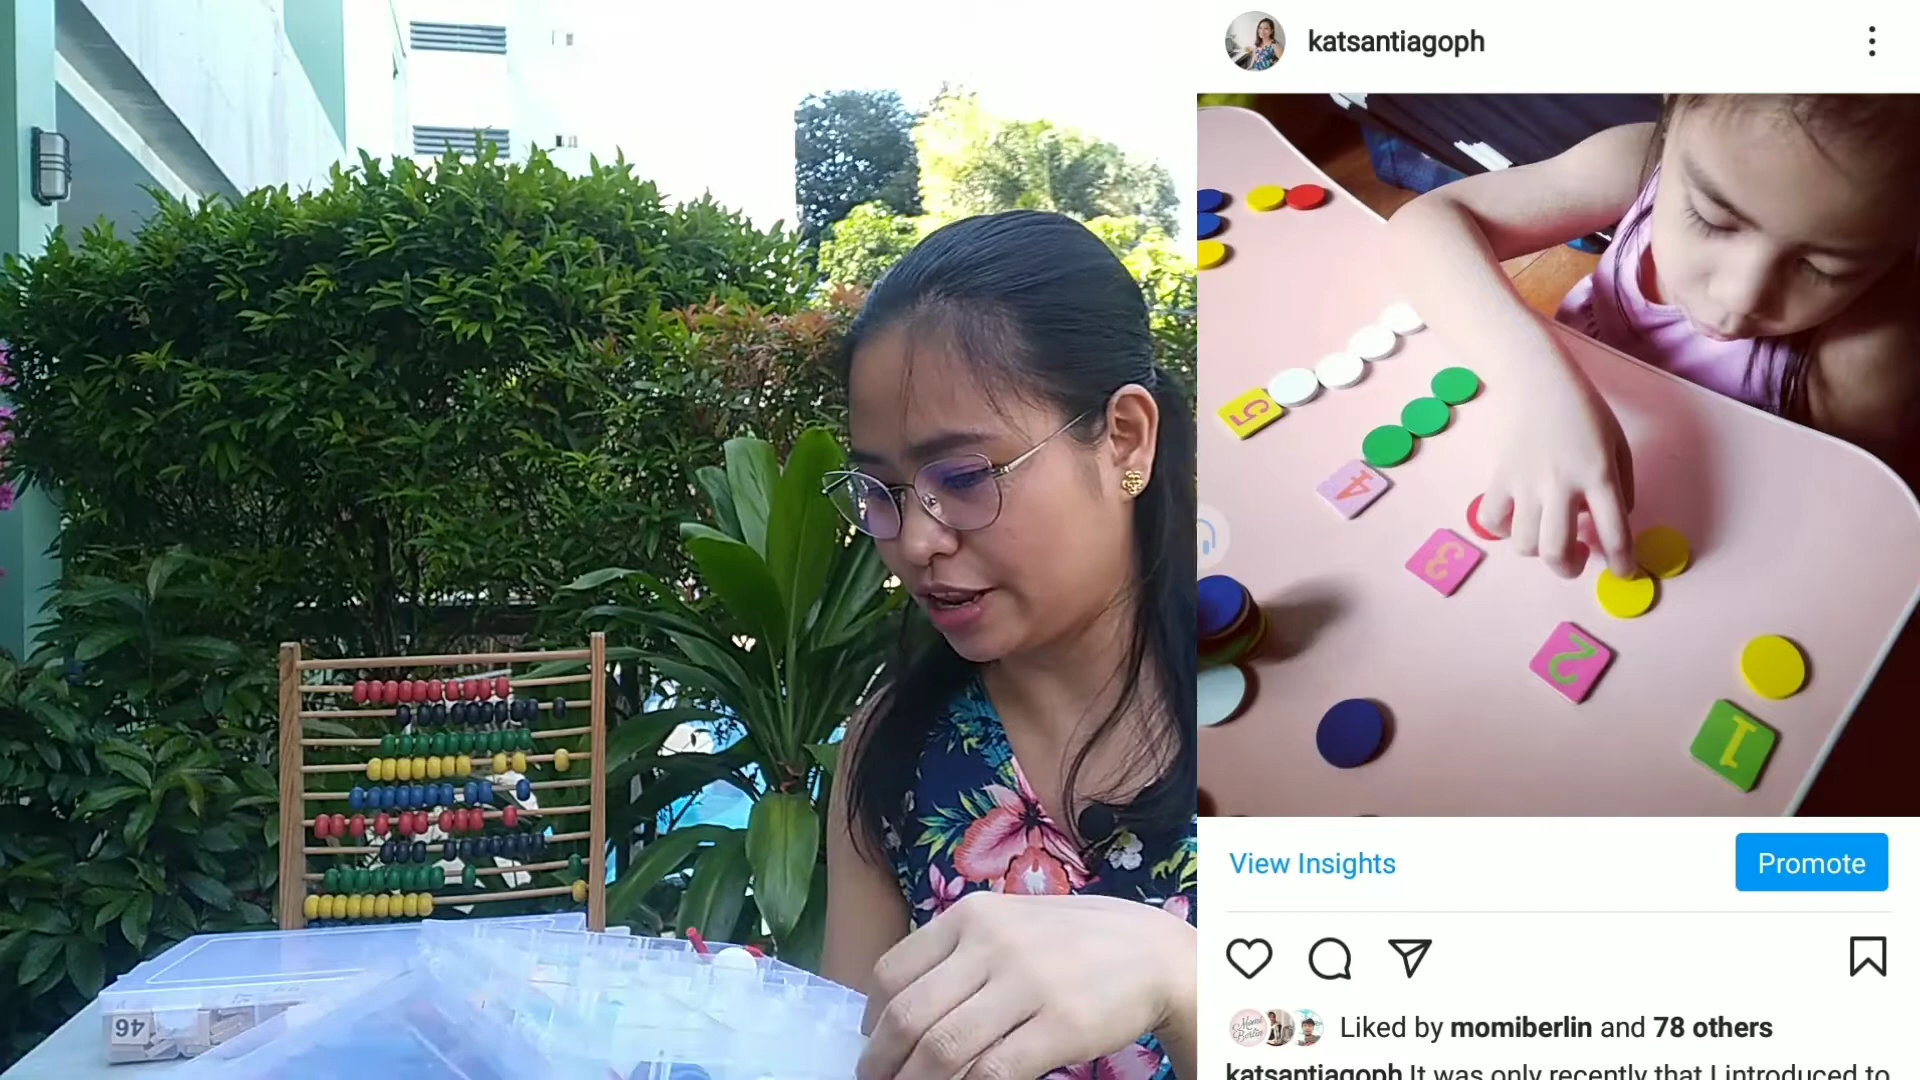 katsantiagoph
5
4
3
2
1
View Insights
Promote
46
Liked by momiberlin and 78 others
katsantiagoph It was only recently that I introduced to